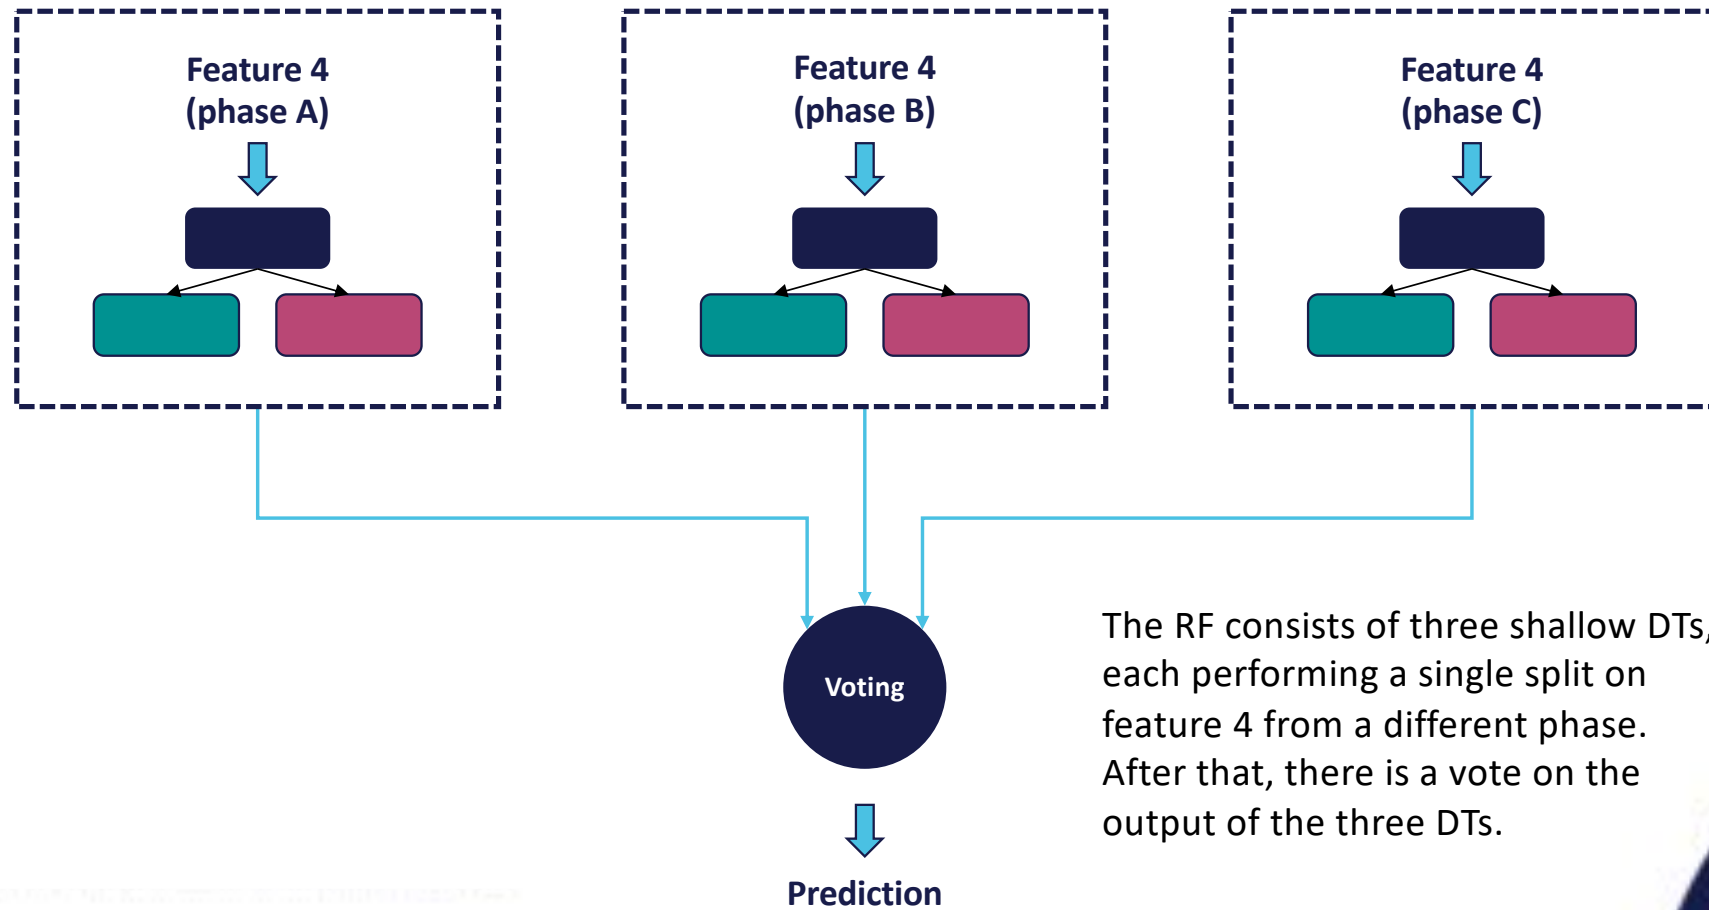 Feature 4
(phase A)
Feature 4
(phase B)
Feature 4
(phase C)
Voting
The RF consists of three shallow DTs,
each performing a single split on
feature 4 from a different phase.
After that, there is a vote on the
output of the three DTs.
Prediction